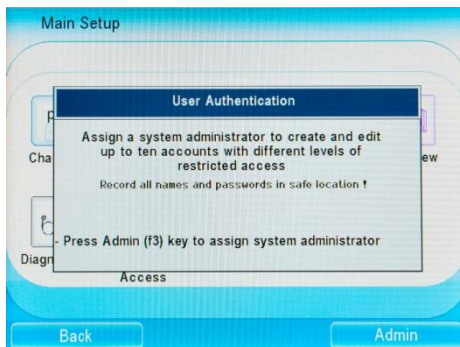 Main Setup
User Authentication
Assign a system administrator to create and edit
up to ten accounts with different levels of
restricted access
Record all names and passwords in safe location !
Cha
ew
- Press Admin (f3) key to assign system administrator
Diagn
Access
Back
Admin